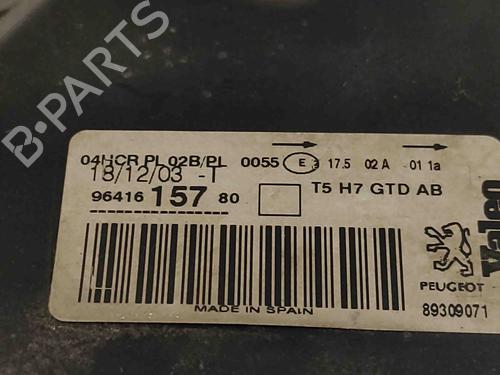 B-PARTS
04HCR PL 02B/PL 0055 E 17.5 02 A 01 1a
18/12/03 -T
96416 157 80
T5 H7 GTD AB
Valeo
PEUGEOT
MADE IN SPAIN
89309071